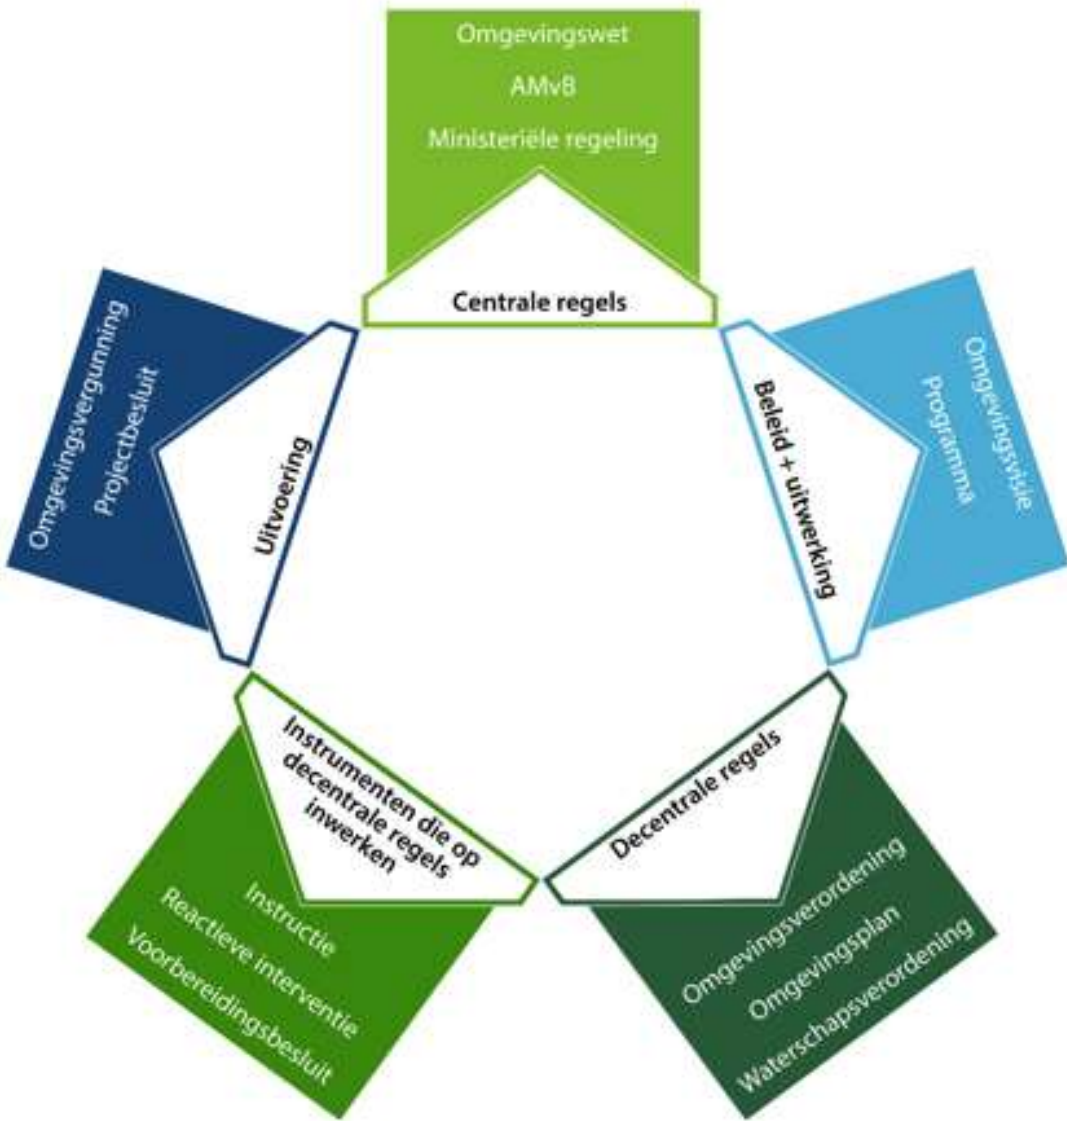 Omgevingswet
AMvB
Ministeriële regeling
Centrale regels
Omgevingsvisie
Programma
Beleid + uitwerking
Decentrale regels
Omgevingsverordening
Omgevingsplan
Waterschapsverordening
Instrumenten die op
decentrale regels
inwerken
Instructie
Reactieve interventie
Voorbereidingsbesluit
Omgevingsvergunning
Projectbesluit
Uitvoering